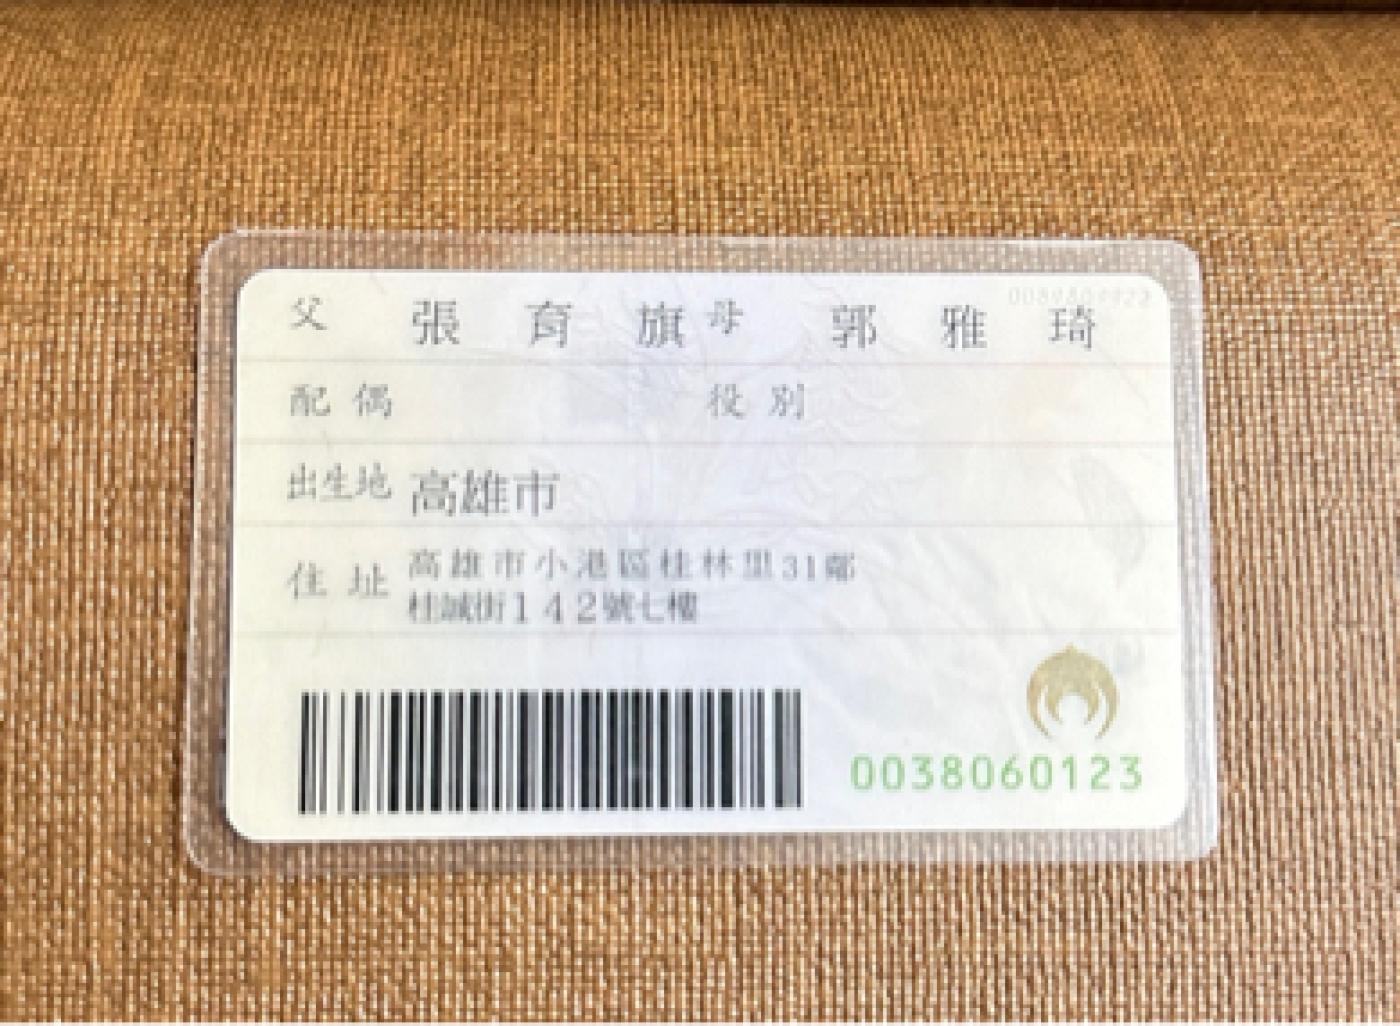 父 張育旗 母 郭雅琦
配偶 役別
出生地 高雄市
住址 高雄市小港區桂林里31鄰
桂誠街142號七樓
0038060123